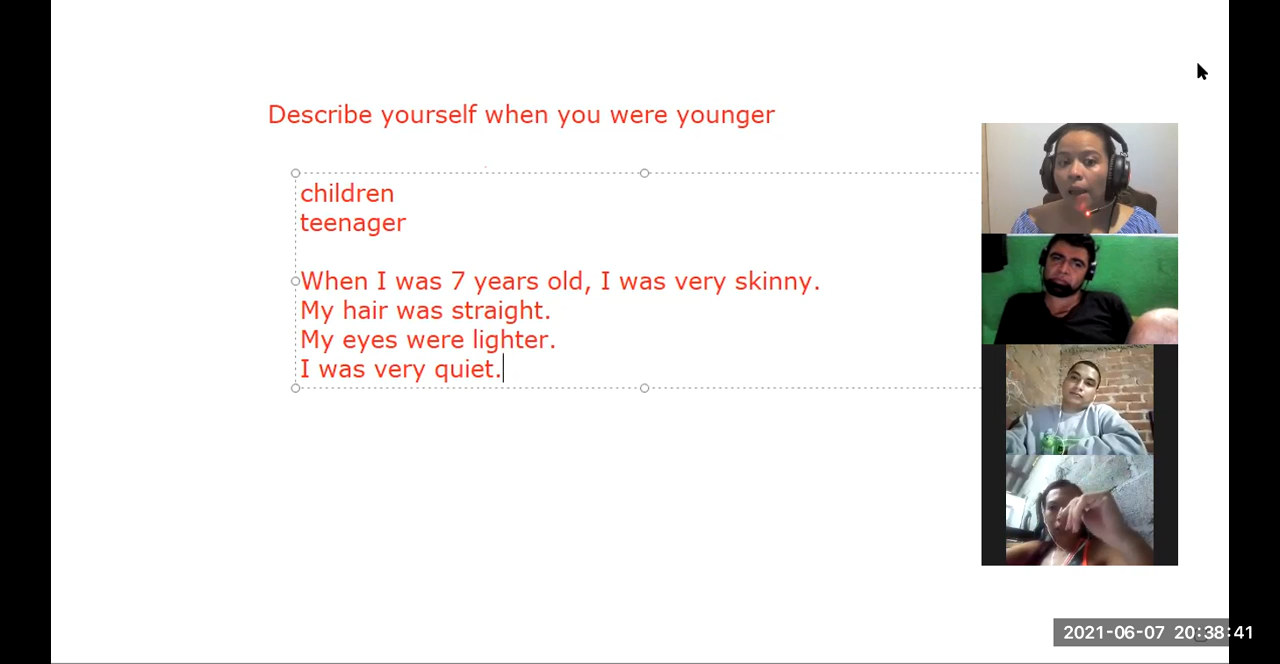 Describe yourself when you were younger
children
teenager
When I was 7 years old, I was very skinny.
My hair was straight.
My eyes were lighter.
I was very quiet.
2021-06-07 20:38:41